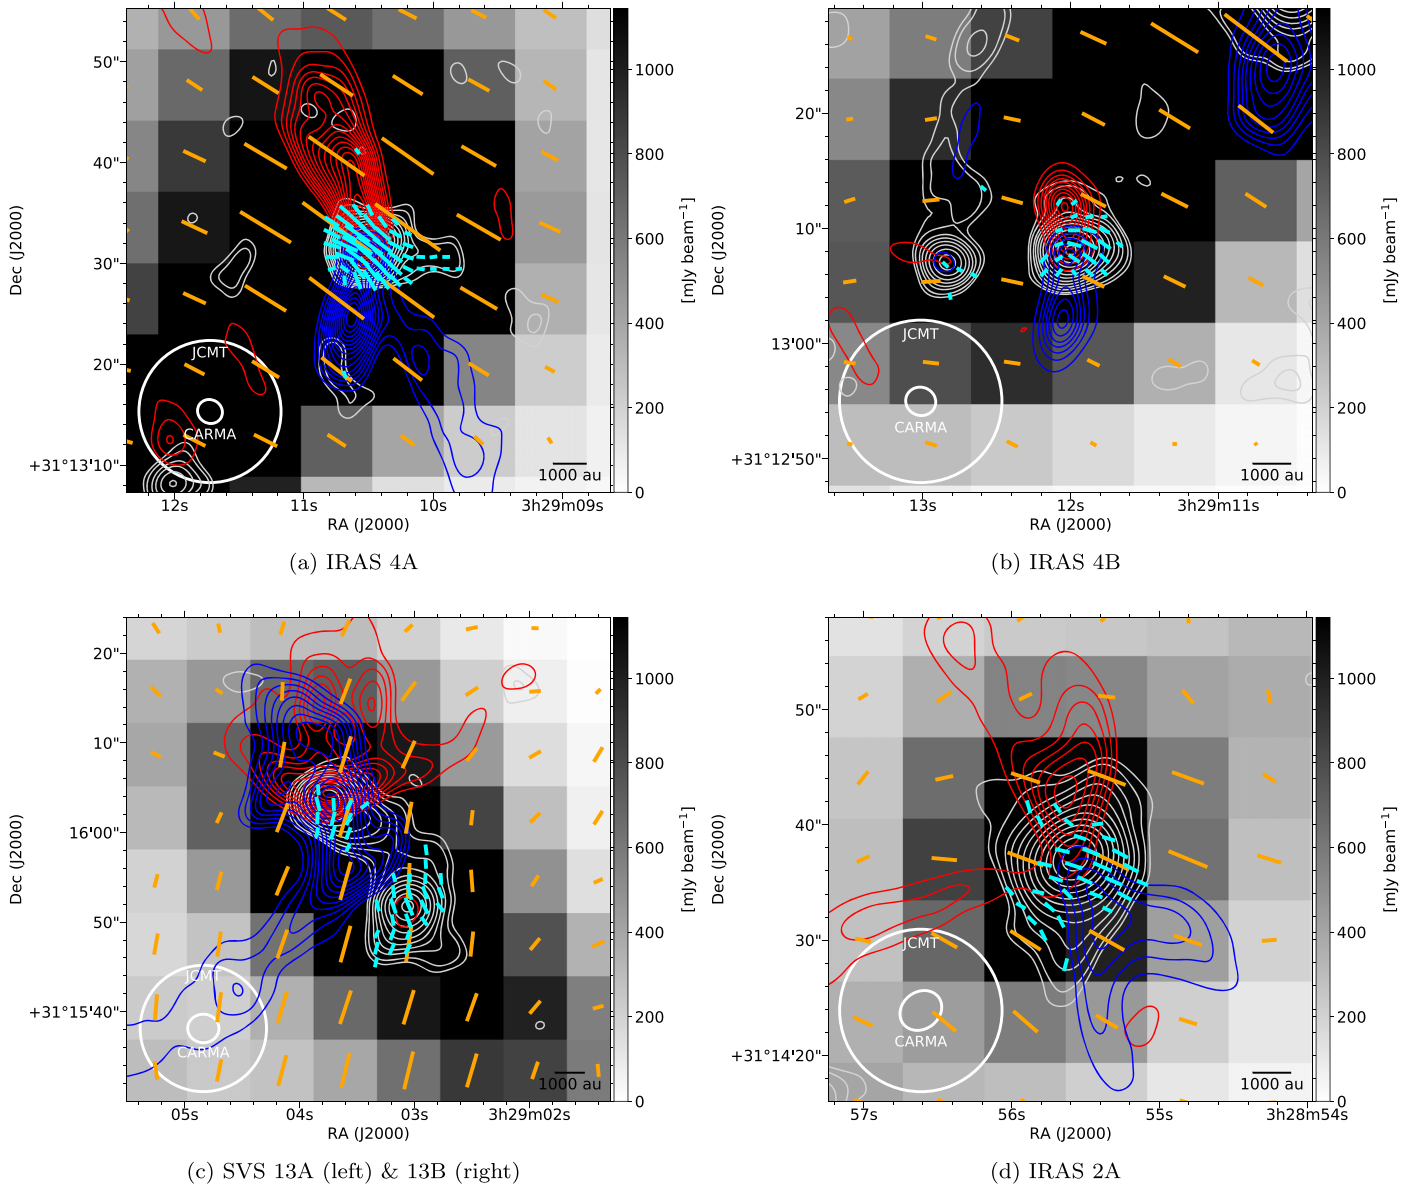 50"
40"
30"
20"
+31°13'10"
Dec (J2000)
JCMT
CARMA
1000 au
12s 11s 10s 3h29m09s
RA (J2000)
1000
800
600
400
200
0
[mJy beam−1]
(a) IRAS 4A
20"
10"
13'00"
+31°12'50"
Dec (J2000)
JCMT
CARMA
1000 au
13s 12s 3h29m11s
RA (J2000)
1000
800
600
400
200
0
[mJy beam−1]
(b) IRAS 4B
20"
10"
16'00"
50"
+31°15'40"
Dec (J2000)
JCMT
CARMA
1000 au
05s 04s 03s 3h29m02s
RA (J2000)
1000
800
600
400
200
0
[mJy beam−1]
(c) SVS 13A (left) & 13B (right)
50"
40"
30"
+31°14'20"
Dec (J2000)
JCMT
CARMA
1000 au
57s 56s 55s 3h28m54s
RA (J2000)
1000
800
600
400
200
0
[mJy beam−1]
(d) IRAS 2A